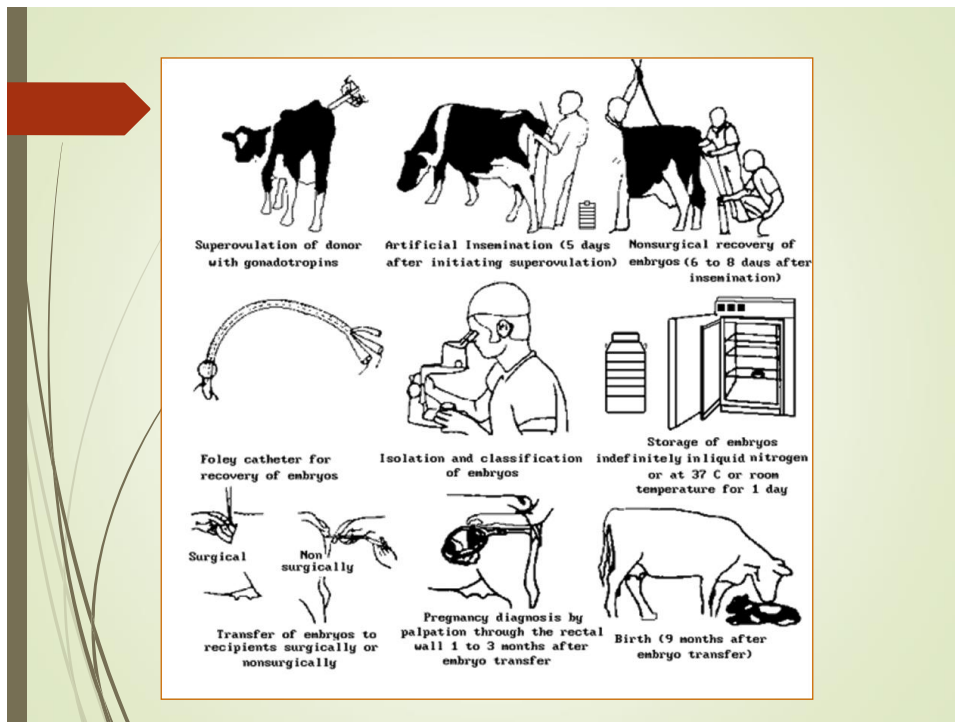 Superovulation of donor
with gonadotropins
Artificial Insemination (5 days
after initiating superovulation)
Nonsurgical recovery of
embryos (6 to 8 days after
insemination)
Foley catheter for
recovery of embryos
Isolation and classification
of embryos
Storage of embryos
indefinitely in liquid nitrogen
or at 37 C or room
temperature for 1 day
Surgical
Non
surgically
Transfer of embryos to
recipients surgically or
nonsurgically
Pregnancy diagnosis by
palpation through the rectal
wall 1 to 3 months after
embryo transfer
Birth (9 months after
embryo transfer)